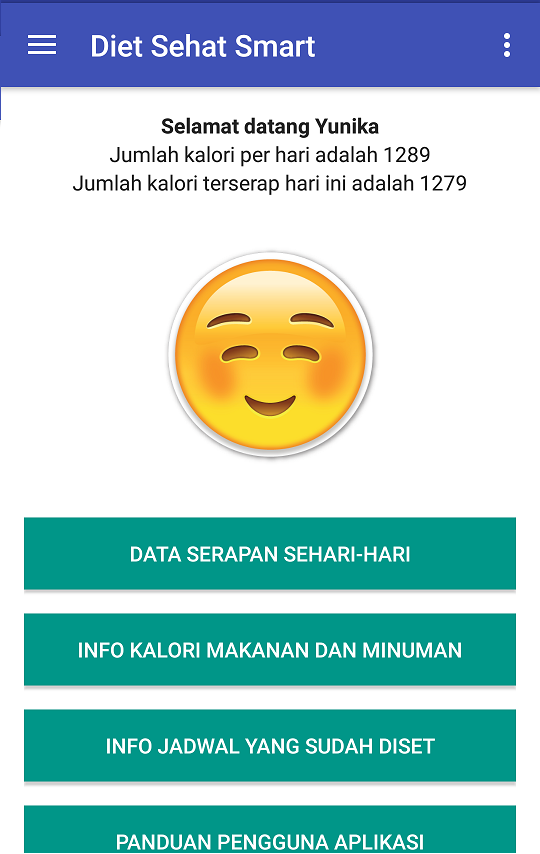 Diet Sehat Smart
Selamat datang Yunika
Jumlah kalori per hari adalah 1289
Jumlah kalori terserap hari ini adalah 1279
DATA SERAPAN SEHARI-HARI
INFO KALORI MAKANAN DAN MINUMAN
INFO JADWAL YANG SUDAH DISET
PANDUAN PENGGUNA APLIKASI